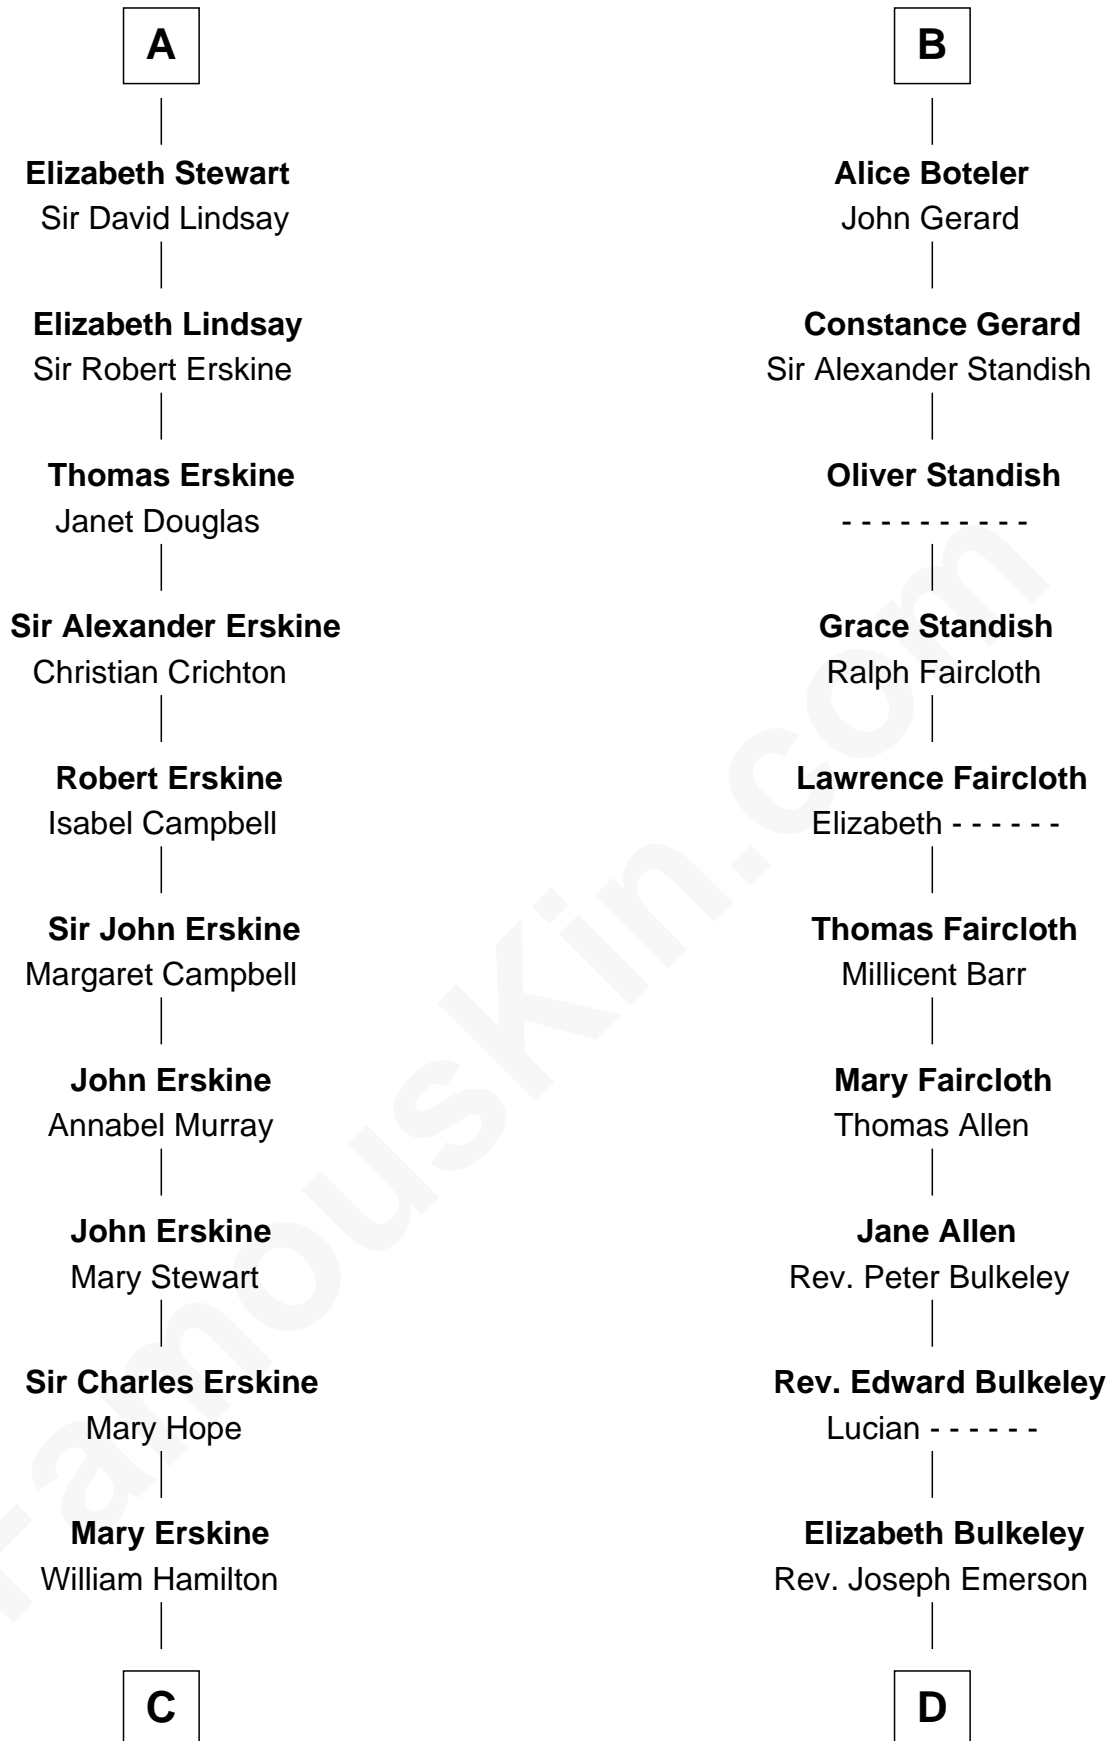 A
Elizabeth Stewart
Sir David Lindsay
Elizabeth Lindsay
Sir Robert Erskine
Thomas Erskine
Janet Douglas
Sir Alexander Erskine
Christian Crichton
Robert Erskine
Isabel Campbell
Sir John Erskine
Margaret Campbell
John Erskine
Annabel Murray
John Erskine
Mary Stewart
Sir Charles Erskine
Mary Hope
Mary Erskine
William Hamilton
C
B
Alice Boteler
John Gerard
Constance Gerard
Sir Alexander Standish
Oliver Standish
- - - - - - - - - -
Grace Standish
Ralph Faircloth
Lawrence Faircloth
Elizabeth - - - - - -
Thomas Faircloth
Millicent Barr
Mary Faircloth
Thomas Allen
Jane Allen
Rev. Peter Bulkeley
Rev. Edward Bulkeley
Lucian - - - - - -
Elizabeth Bulkeley
Rev. Joseph Emerson
D
FamousKin.com